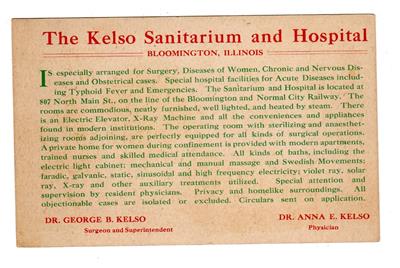 The Kelso Sanitarium and Hospital
BLOOMINGTON, ILLINOIS
IS especially arranged for Surgery, Diseases of Women, Chronic and Nervous Dis-
eases and Obstetrical cases. Special hospital facilities for Acute Diseases includ-
ing Typhoid Fever and Emergencies. The Sanitarium and Hospital is located at
807 North Main St., on the line of the Bloomington and Normal City Railway. The
rooms are commodious, neatly furnished, well lighted, and heated by steam. There
is an Electric Elevator, X-Ray Machine and all the conveniences and appliances
found in modern institutions. The operating room with sterilizing and anaesthet-
izing rooms adjoining, are perfectly equipped for all kinds of surgical operations.
A private home for women during confinement is provided with modern apartments,
trained nurses and skilled medical attendance. All kinds of baths, including the
electric light cabinet; mechanical and manual massage and Swedish Movements;
faradic, galvanic, static, sinusoidal and high frequency electricity; violet ray, solar
ray, X-ray and other auxiliary treatments utilized. Special attention and
supervision by resident physicians. Privacy and homelike surroundings. All
objectionable cases are isolated or excluded. Circulars sent on application.
DR. GEORGE B. KELSO DR. ANNA E. KELSO
Surgeon and Superintendent Physician